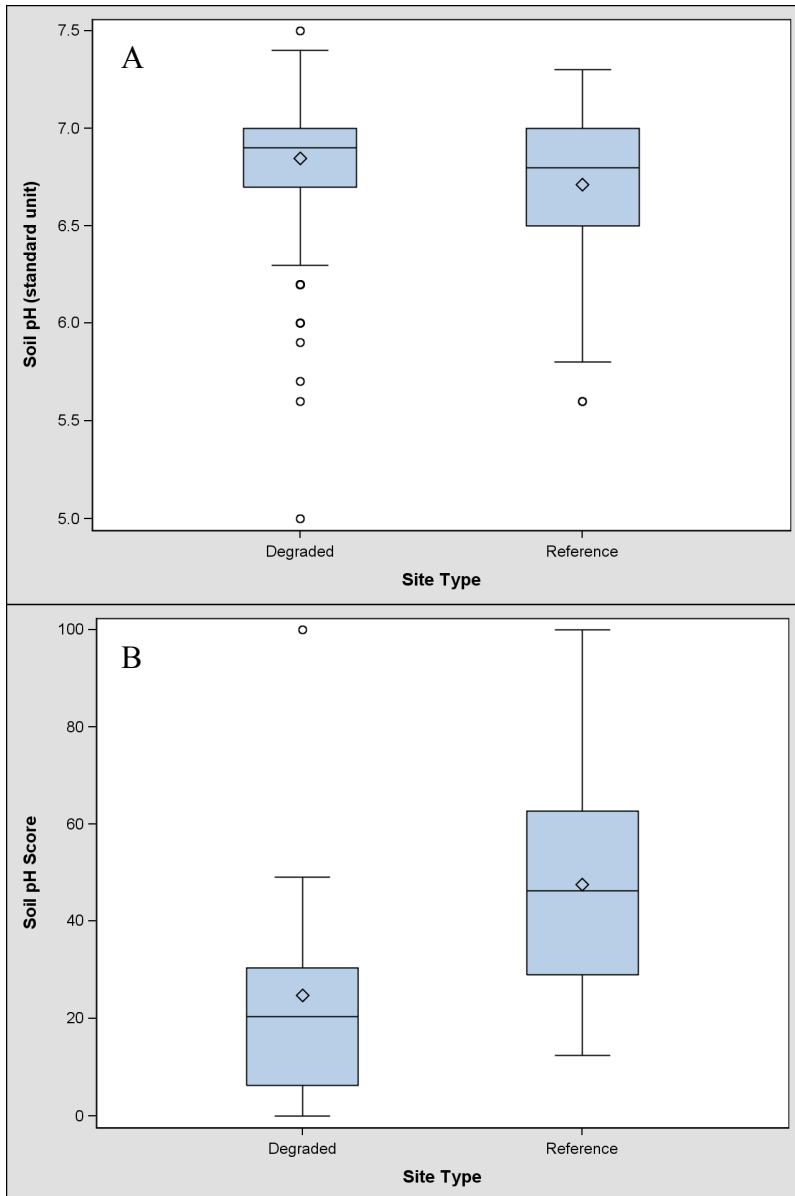 A
7.5
7.0
6.5
6.0
5.5
5.0
Soil pH (standard unit)
Degraded Reference
Site Type
B
100
80
60
40
20
0
Soil pH Score
Degraded Reference
Site Type